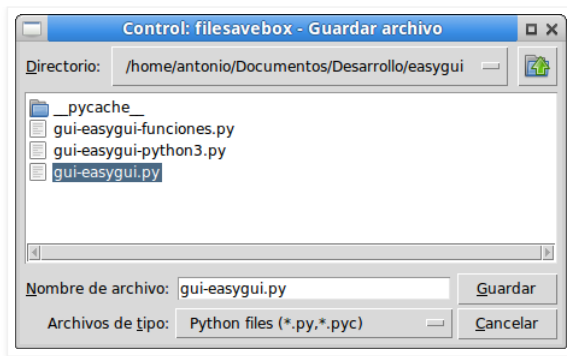 Control: filesavebox - Guardar archivo
Directorio: /home/antonio/Documentos/Desarrollo/easygui
__pycache__
gui-easygui-funciones.py
gui-easygui-python3.py
gui-easygui.py
Nombre de archivo: gui-easygui.py Guardar
Archivos de tipo: Python files (*.py,*.pyc) Cancelar